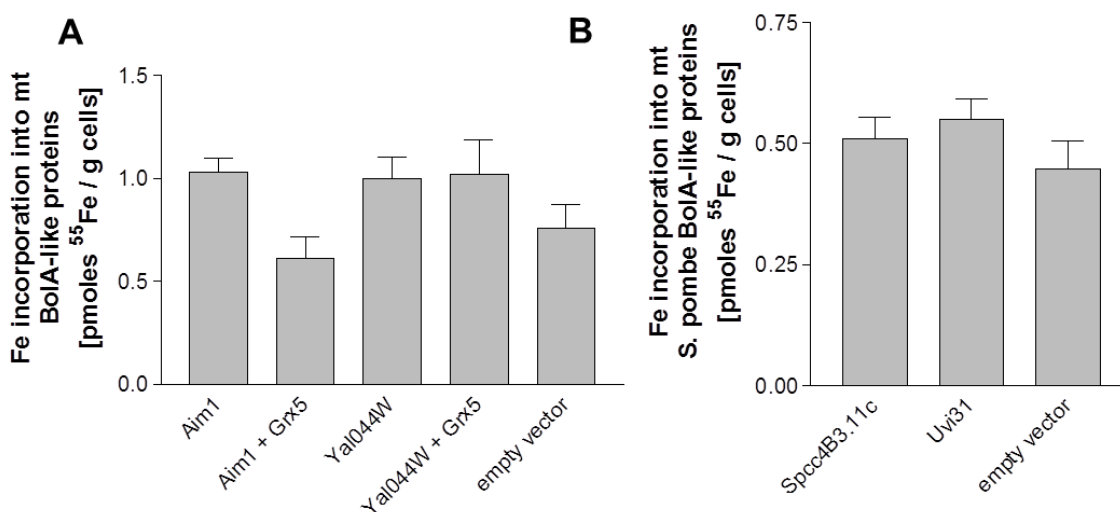 A
Fe incorporation into mt
BolA-like proteins
[pmoles ⁵⁵Fe / g cells]
1.5
1.0
0.5
0.0
Aim1
Aim1 + Grx5
Yal044W
Yal044W + Grx5
empty vector
B
Fe incorporation into mt
S. pombe BolA-like proteins
[pmoles ⁵⁵Fe / g cells]
0.75
0.50
0.25
0.00
Spcc4B3.11c
Uvi31
empty vector